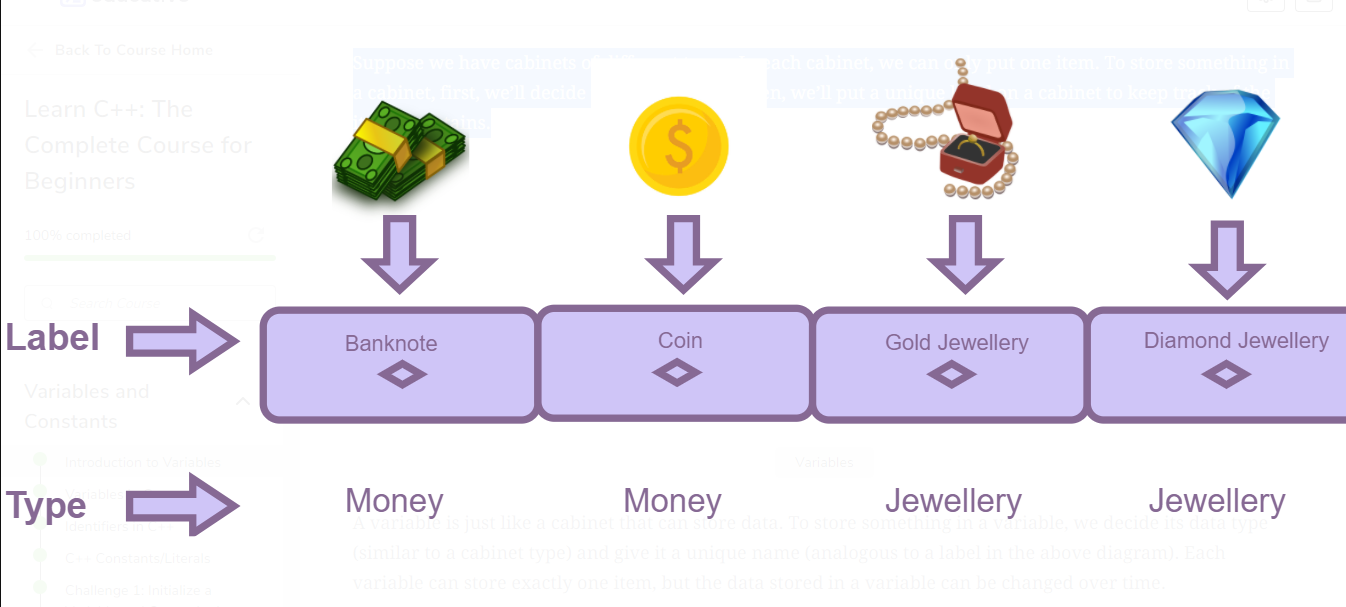 Back To Course Home
Suppose we have cabinets of each cabinet, we can only put one item. To store something in
a cabinet, first, we'll decide we'll put a unique a cabinet to keep
Learn C++: The
Complete Course for
Beginners
100% completed
Label
Banknote
Coin
Gold Jewellery
Diamond Jewellery
Variables and
Constants
Introduction to Variables
Variables
Type
Money
Money
Jewellery
Jewellery
A variable is just like a cabinet that can store data. To store something in a variable, we decide its data type
(similar to a cabinet type) and give it a unique name (analogous to a label in the above diagram). Each
C++ Constants/Literals
variable can store exactly one item, but the data stored in a variable can be changed over time.
Challenge 1: Initialize a